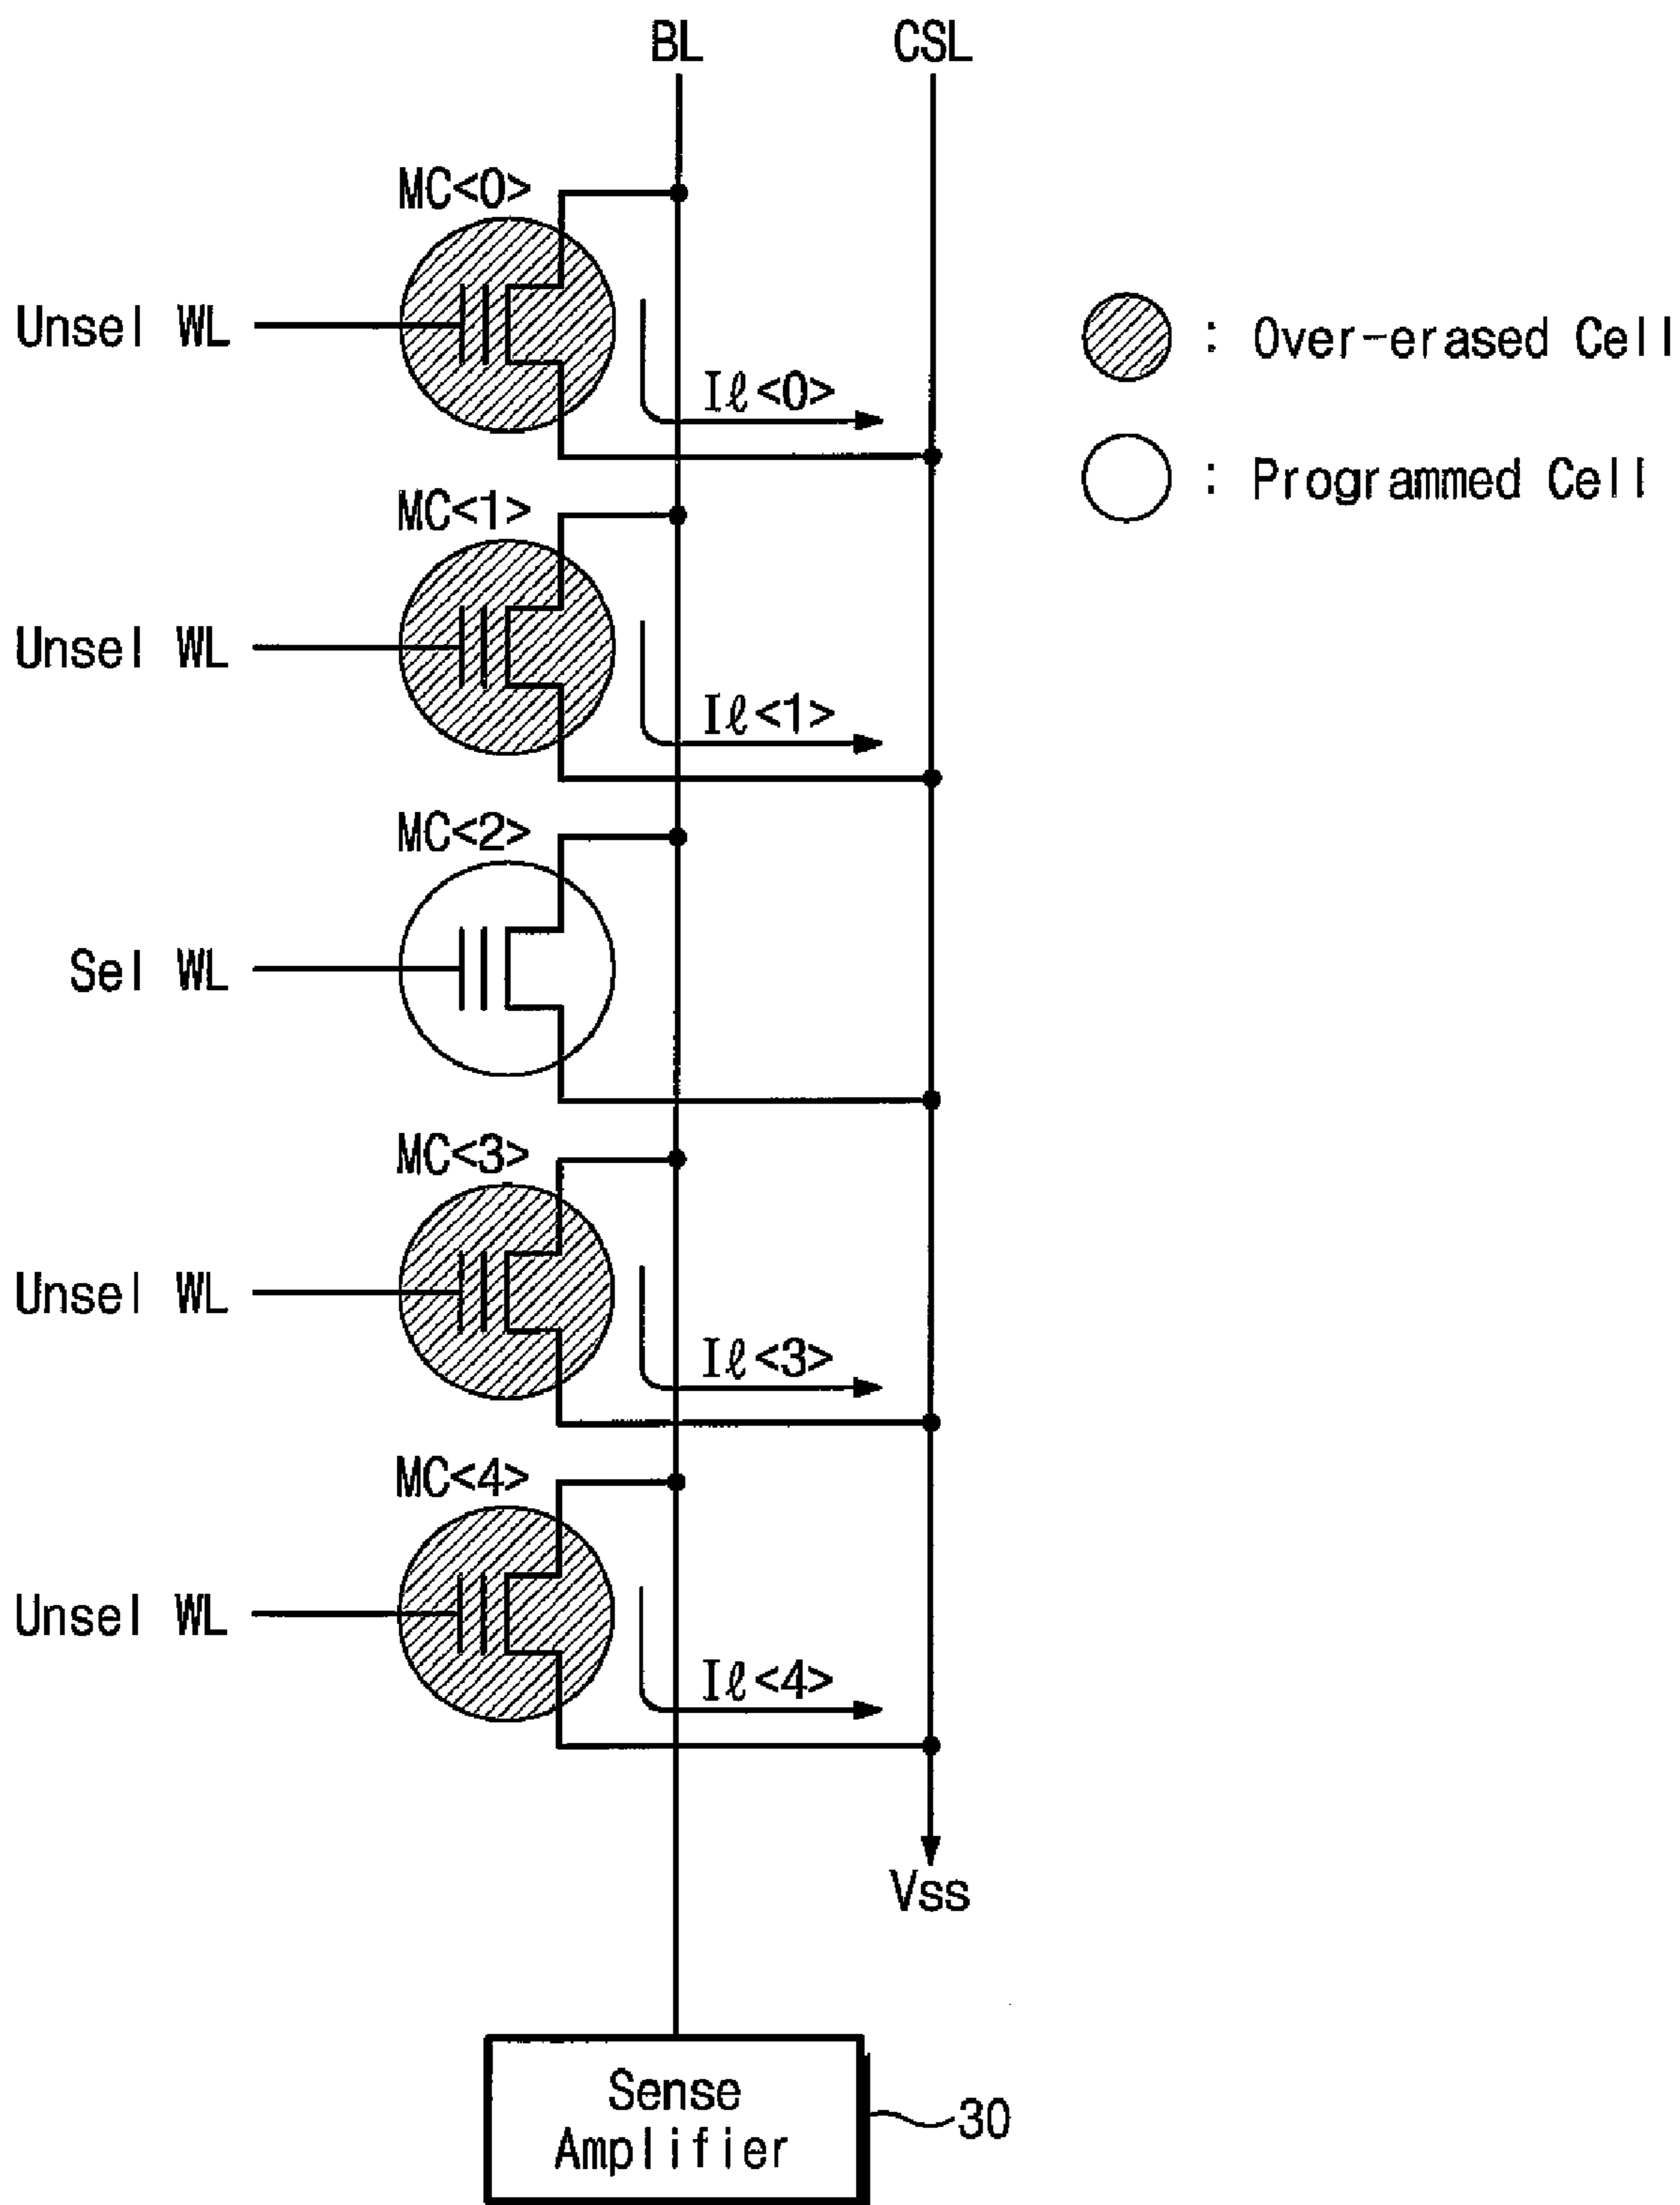 BL
CSL
MC<0>
Unsel WL
Iℓ<0>
: Over-erased Cell
: Programmed Cell
MC<1>
Unsel WL
Iℓ<1>
MC<2>
Sel WL
MC<3>
Unsel WL
Iℓ<3>
MC<4>
Unsel WL
Iℓ<4>
Vss
Sense
Amplifier
30